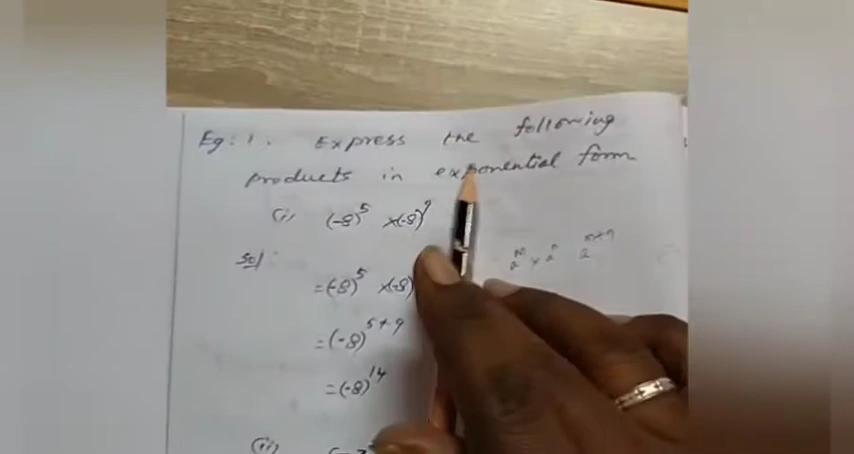 Eg: 1. Express the following
products in exponential form
(i) (-8)^5 ×(-8)^9
Sol:
=(-8)^5 ×(-8)
=(-8)^5+9
=(-8)^14
(ii)